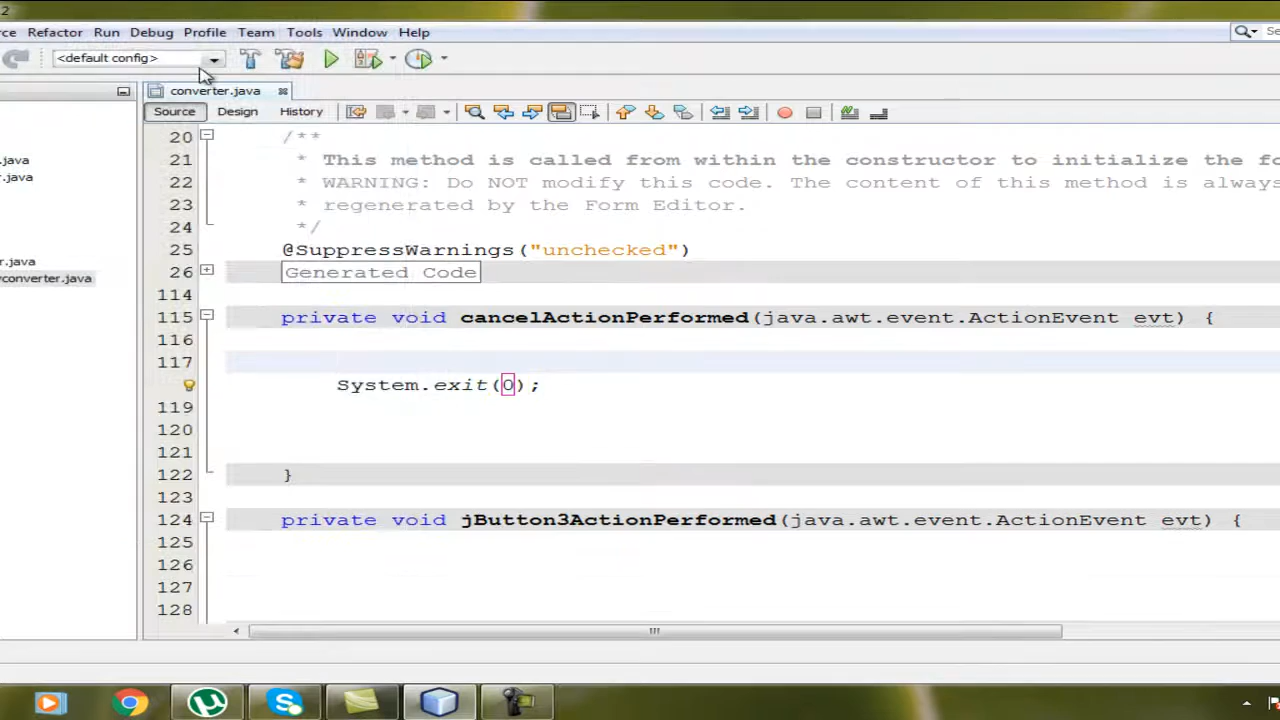 2
ce Refactor Run Debug Profile Team Tools Window Help Se
<default config>
converter.java
Source Design History
.java
r.java
r.java
converter.java
20 /**
21 * This method is called from within the constructor to initialize the fo
22 * WARNING: Do NOT modify this code. The content of this method is always
23 * regenerated by the Form Editor.
24 */
25 @SuppressWarnings("unchecked")
26 Generated Code
114
115 private void cancelActionPerformed(java.awt.event.ActionEvent evt) {
116
117
System.exit(0);
119
120
121
122 }
123
124 private void jButton3ActionPerformed(java.awt.event.ActionEvent evt) {
125
126
127
128